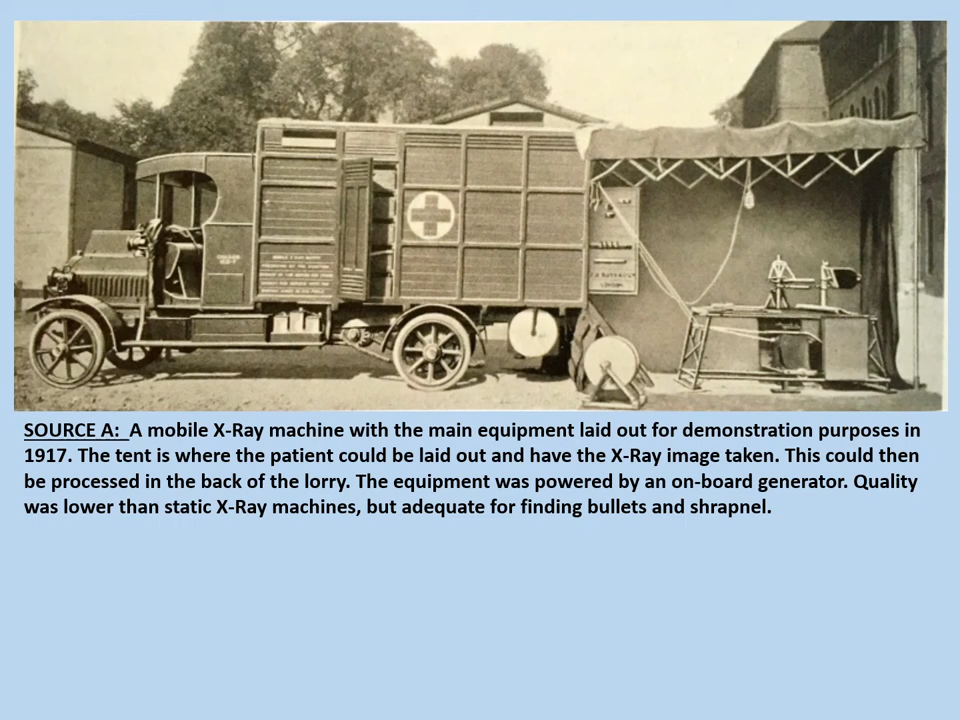 SOURCE A: A mobile X-Ray machine with the main equipment laid out for demonstration purposes in
1917. The tent is where the patient could be laid out and have the X-Ray image taken. This could then
be processed in the back of the lorry. The equipment was powered by an on-board generator. Quality
was lower than static X-Ray machines, but adequate for finding bullets and shrapnel.